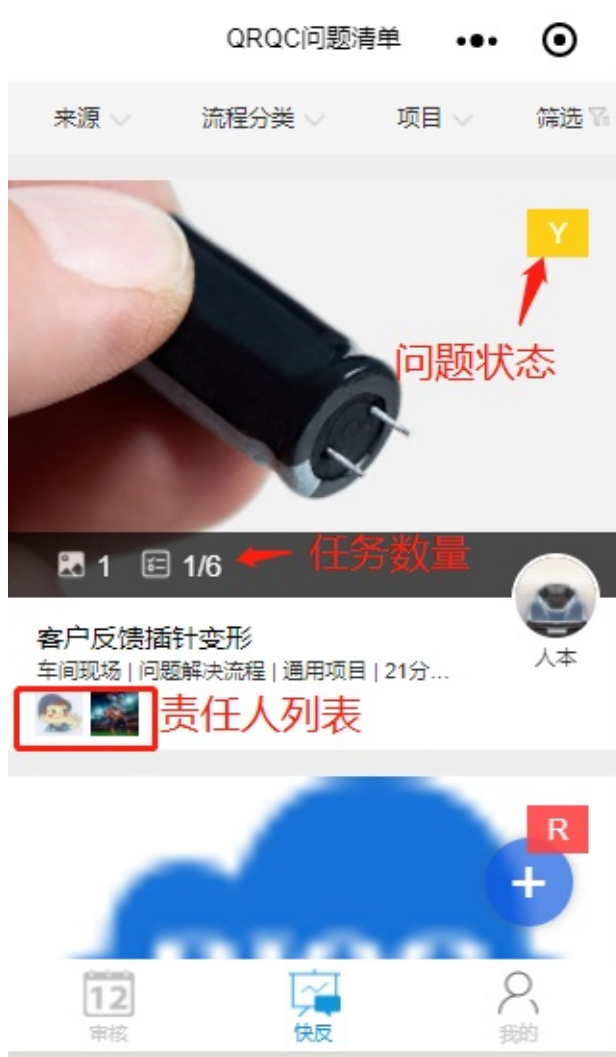 QRQC问题清单
来源 流程分类 项目 筛选
Y
问题状态
1 1/6 任务数量
客户反馈插针变形
人本
车间现场 | 问题解决流程 | 通用项目 | 21分...
责任人列表
R
+
12
审核 快反 我的